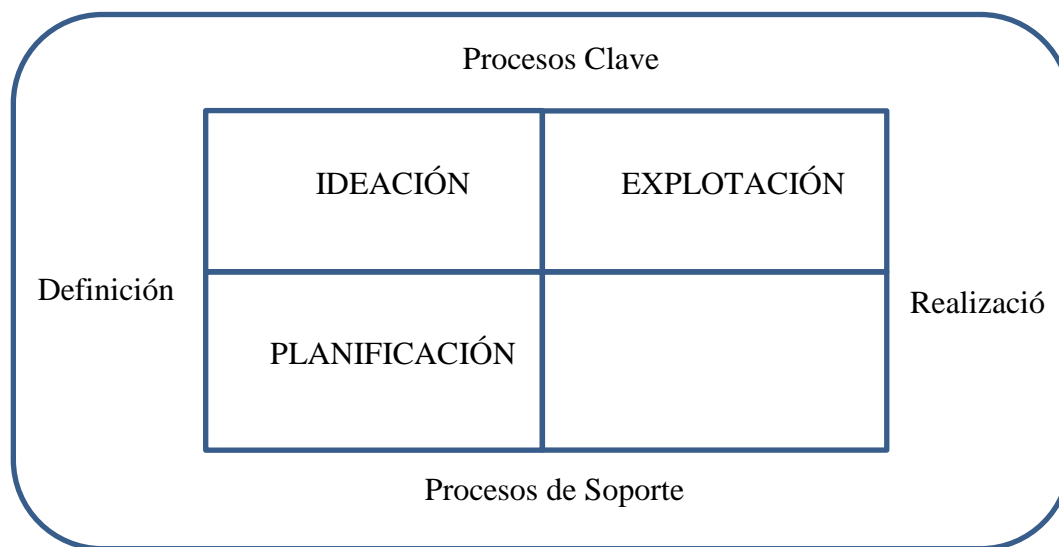 Procesos Clave
IDEACIÓN
EXPLOTACIÓN
Definición
Realizació
PLANIFICACIÓN
Procesos de Soporte